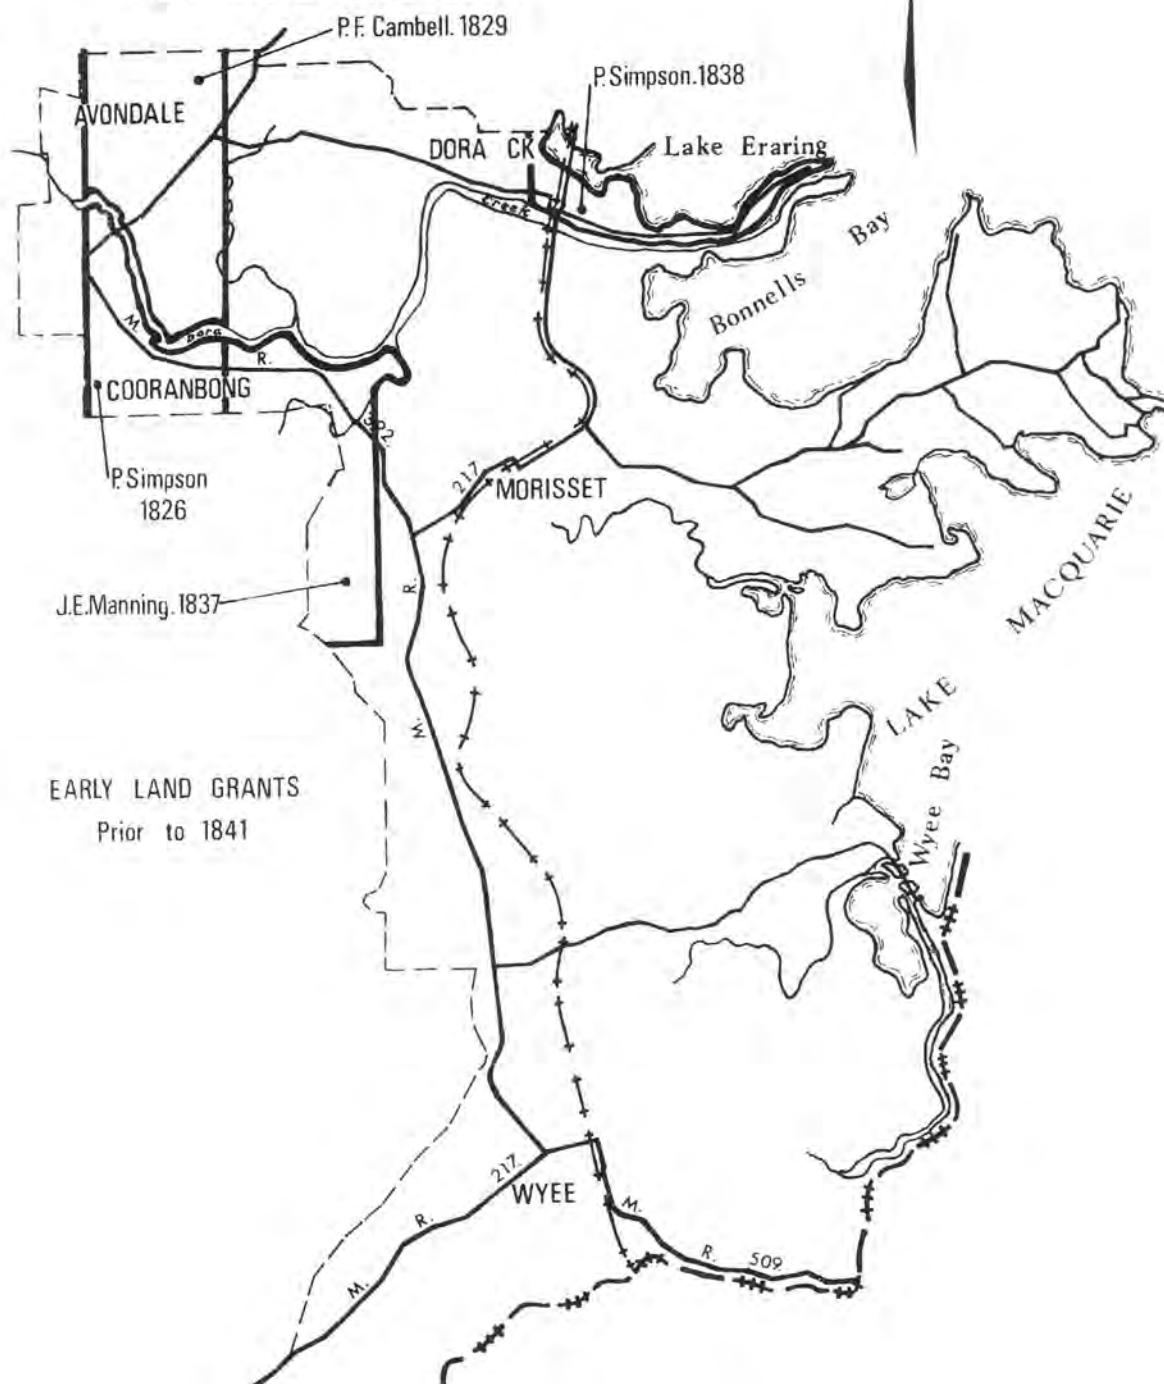 P.F. Cambell. 1829
P. Simpson. 1838
AVONDALE
DORA CK
Lake Eraring
Creek
Bay
Bonnells
M.
Dora
R.
COORANBONG
392.
P. Simpson
1826
217.
MORISSET
MACQUARIE
J.E. Manning. 1837
R.
LAKE
M.
Wyee Bay
EARLY LAND GRANTS
Prior to 1841
217.
WYEE
R.
M.
M.
R.
509.